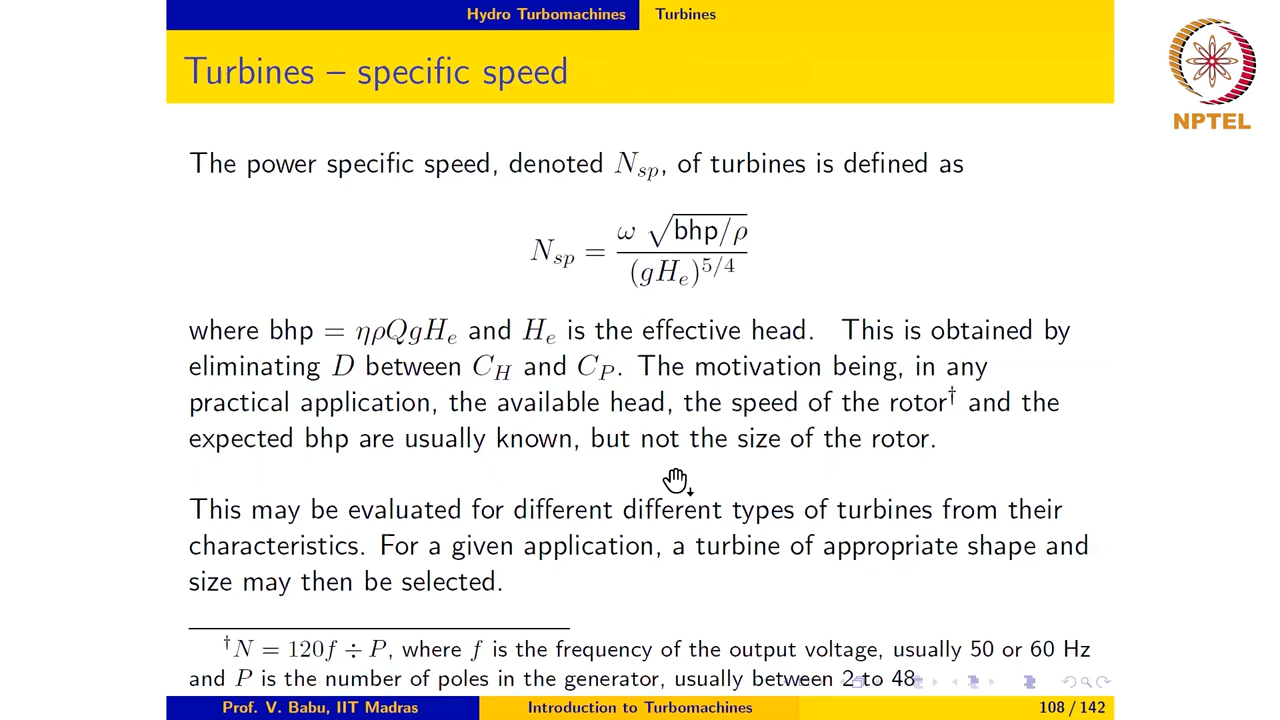 Hydro Turbomachines Turbines
Turbines – specific speed
NPTEL
The power specific speed, denoted N_sp, of turbines is defined as
N_sp = ω √(bhp/ρ) / (gH_e)^{5/4}
where bhp = ηρQgH_e and H_e is the effective head. This is obtained by
eliminating D between C_H and C_P. The motivation being, in any
practical application, the available head, the speed of the rotor† and the
expected bhp are usually known, but not the size of the rotor.
This may be evaluated for different different types of turbines from their
characteristics. For a given application, a turbine of appropriate shape and
size may then be selected.
†N = 120f ÷ P, where f is the frequency of the output voltage, usually 50 or 60 Hz
and P is the number of poles in the generator, usually between 2 to 48
Prof. V. Babu, IIT Madras Introduction to Turbomachines 108 / 142